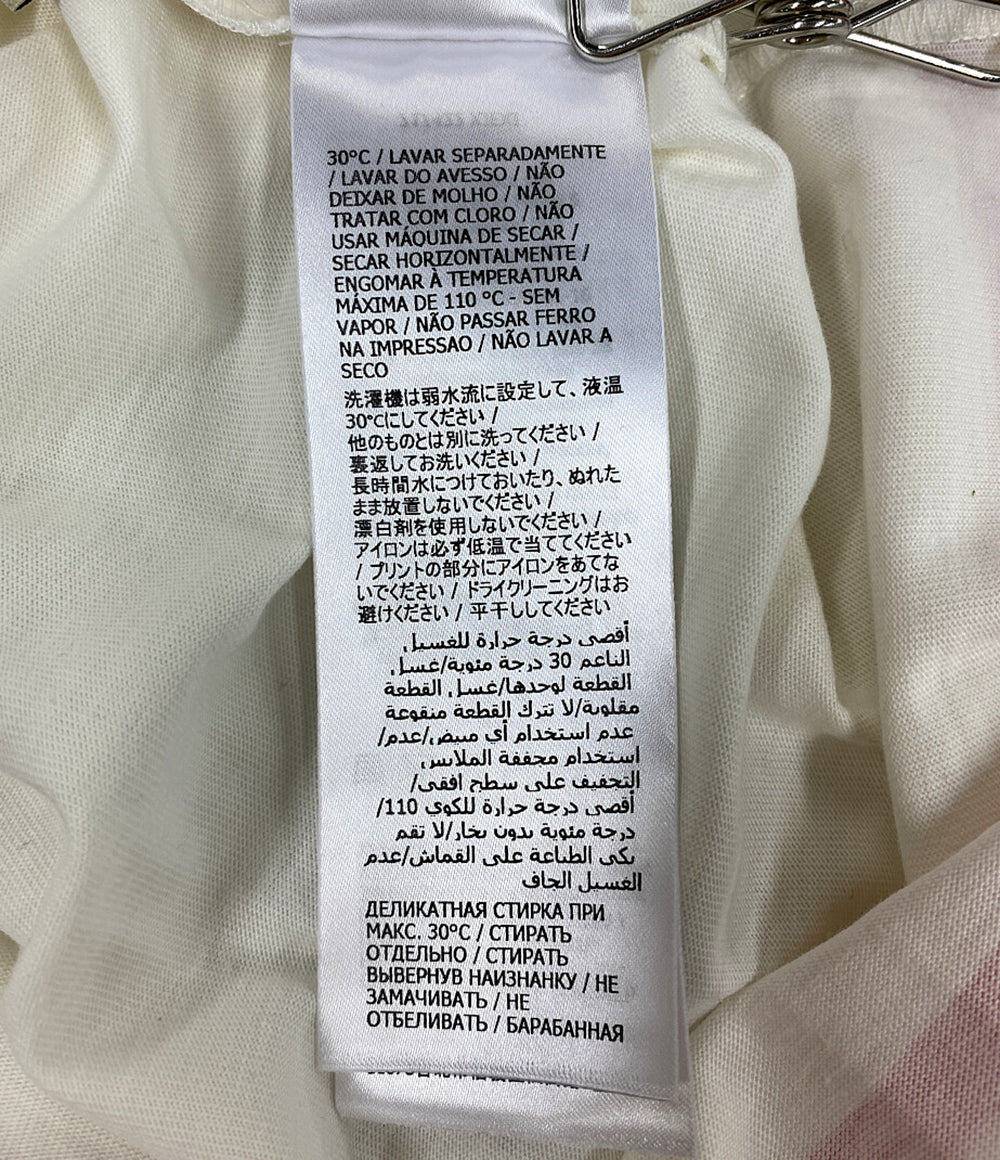 30°C / LAVAR SEPARADAMENTE
/ LAVAR DO AVESSO / NÃO
DEIXAR DE MOLHO / NÃO
TRATAR COM CLORO / NÃO
USAR MÁQUINA DE SECAR /
SECAR HORIZONTALMENTE /
ENGOMAR À TEMPERATURA
MÁXIMA DE 110 °C - SEM
VAPOR / NÃO PASSAR FERRO
NA IMPRESSAO / NÃO LAVAR A
SECO
洗濯機は弱水流に設定して、液温
30℃にしてください /
他のものとは別に洗ってください /
裏返してお洗いください /
長時間水につけておいたり、ぬれた
まま放置しないでください /
漂白剤を使用しないでください /
アイロンは必ず低温で当ててください
/ プリントの部分にアイロンをあてな
いでください / ドライクリーニングはお
避けください / 平干ししてください
أقصى درجة حرارة للغسيل
الناعم 30 درجة مئوية/غسل
القطعة لوحدها/غسل القطعة
مقلوبة/لا تترك القطعة منقوعة
عدم استخدام أي مبيض/عدم/
استخدام مجففة الملابس
التجفيف على سطح افقى/
أقصى درجة حرارة للكوي 110/
درجة مئوية بدون بخار/لا تقم
بكى الطباعة على القماش/عدم
الغسيل الجاف
ДЕЛИКАТНАЯ СТИРКА ПРИ
МАКС. 30°C / СТИРАТЬ
ОТДЕЛЬНО / СТИРАТЬ
ВЫВЕРНУВ НАИЗНАНКУ / НЕ
ЗАМАЧИВАТЬ / НЕ
ОТБЕЛИВАТЬ / БАРАБАННАЯ